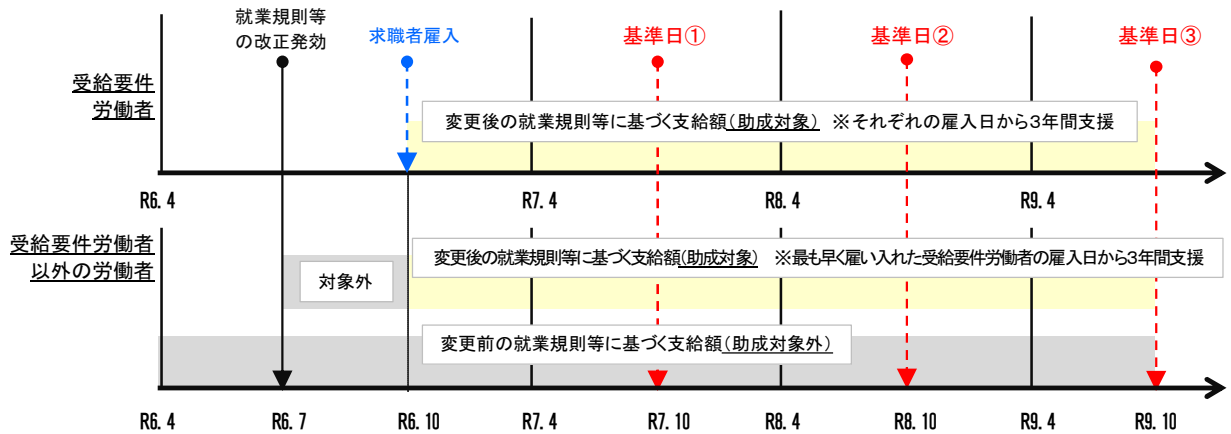 就業規則等
の改正発効
求職者雇入
基準日①
基準日②
基準日③
受給要件
労働者
変更後の就業規則等に基づく支給額(助成対象) ※それぞれの雇入日から3年間支援
R6. 4
R7. 4
R8. 4
R9. 4
受給要件労働者
以外の労働者
変更後の就業規則等に基づく支給額(助成対象) ※最も早く雇い入れた受給要件労働者の雇入日から3年間支援
対象外
変更前の就業規則等に基づく支給額(助成対象外)
R6. 4
R6. 7
R6. 10
R7. 4
R7. 10
R8. 4
R8. 10
R9. 4
R9. 10